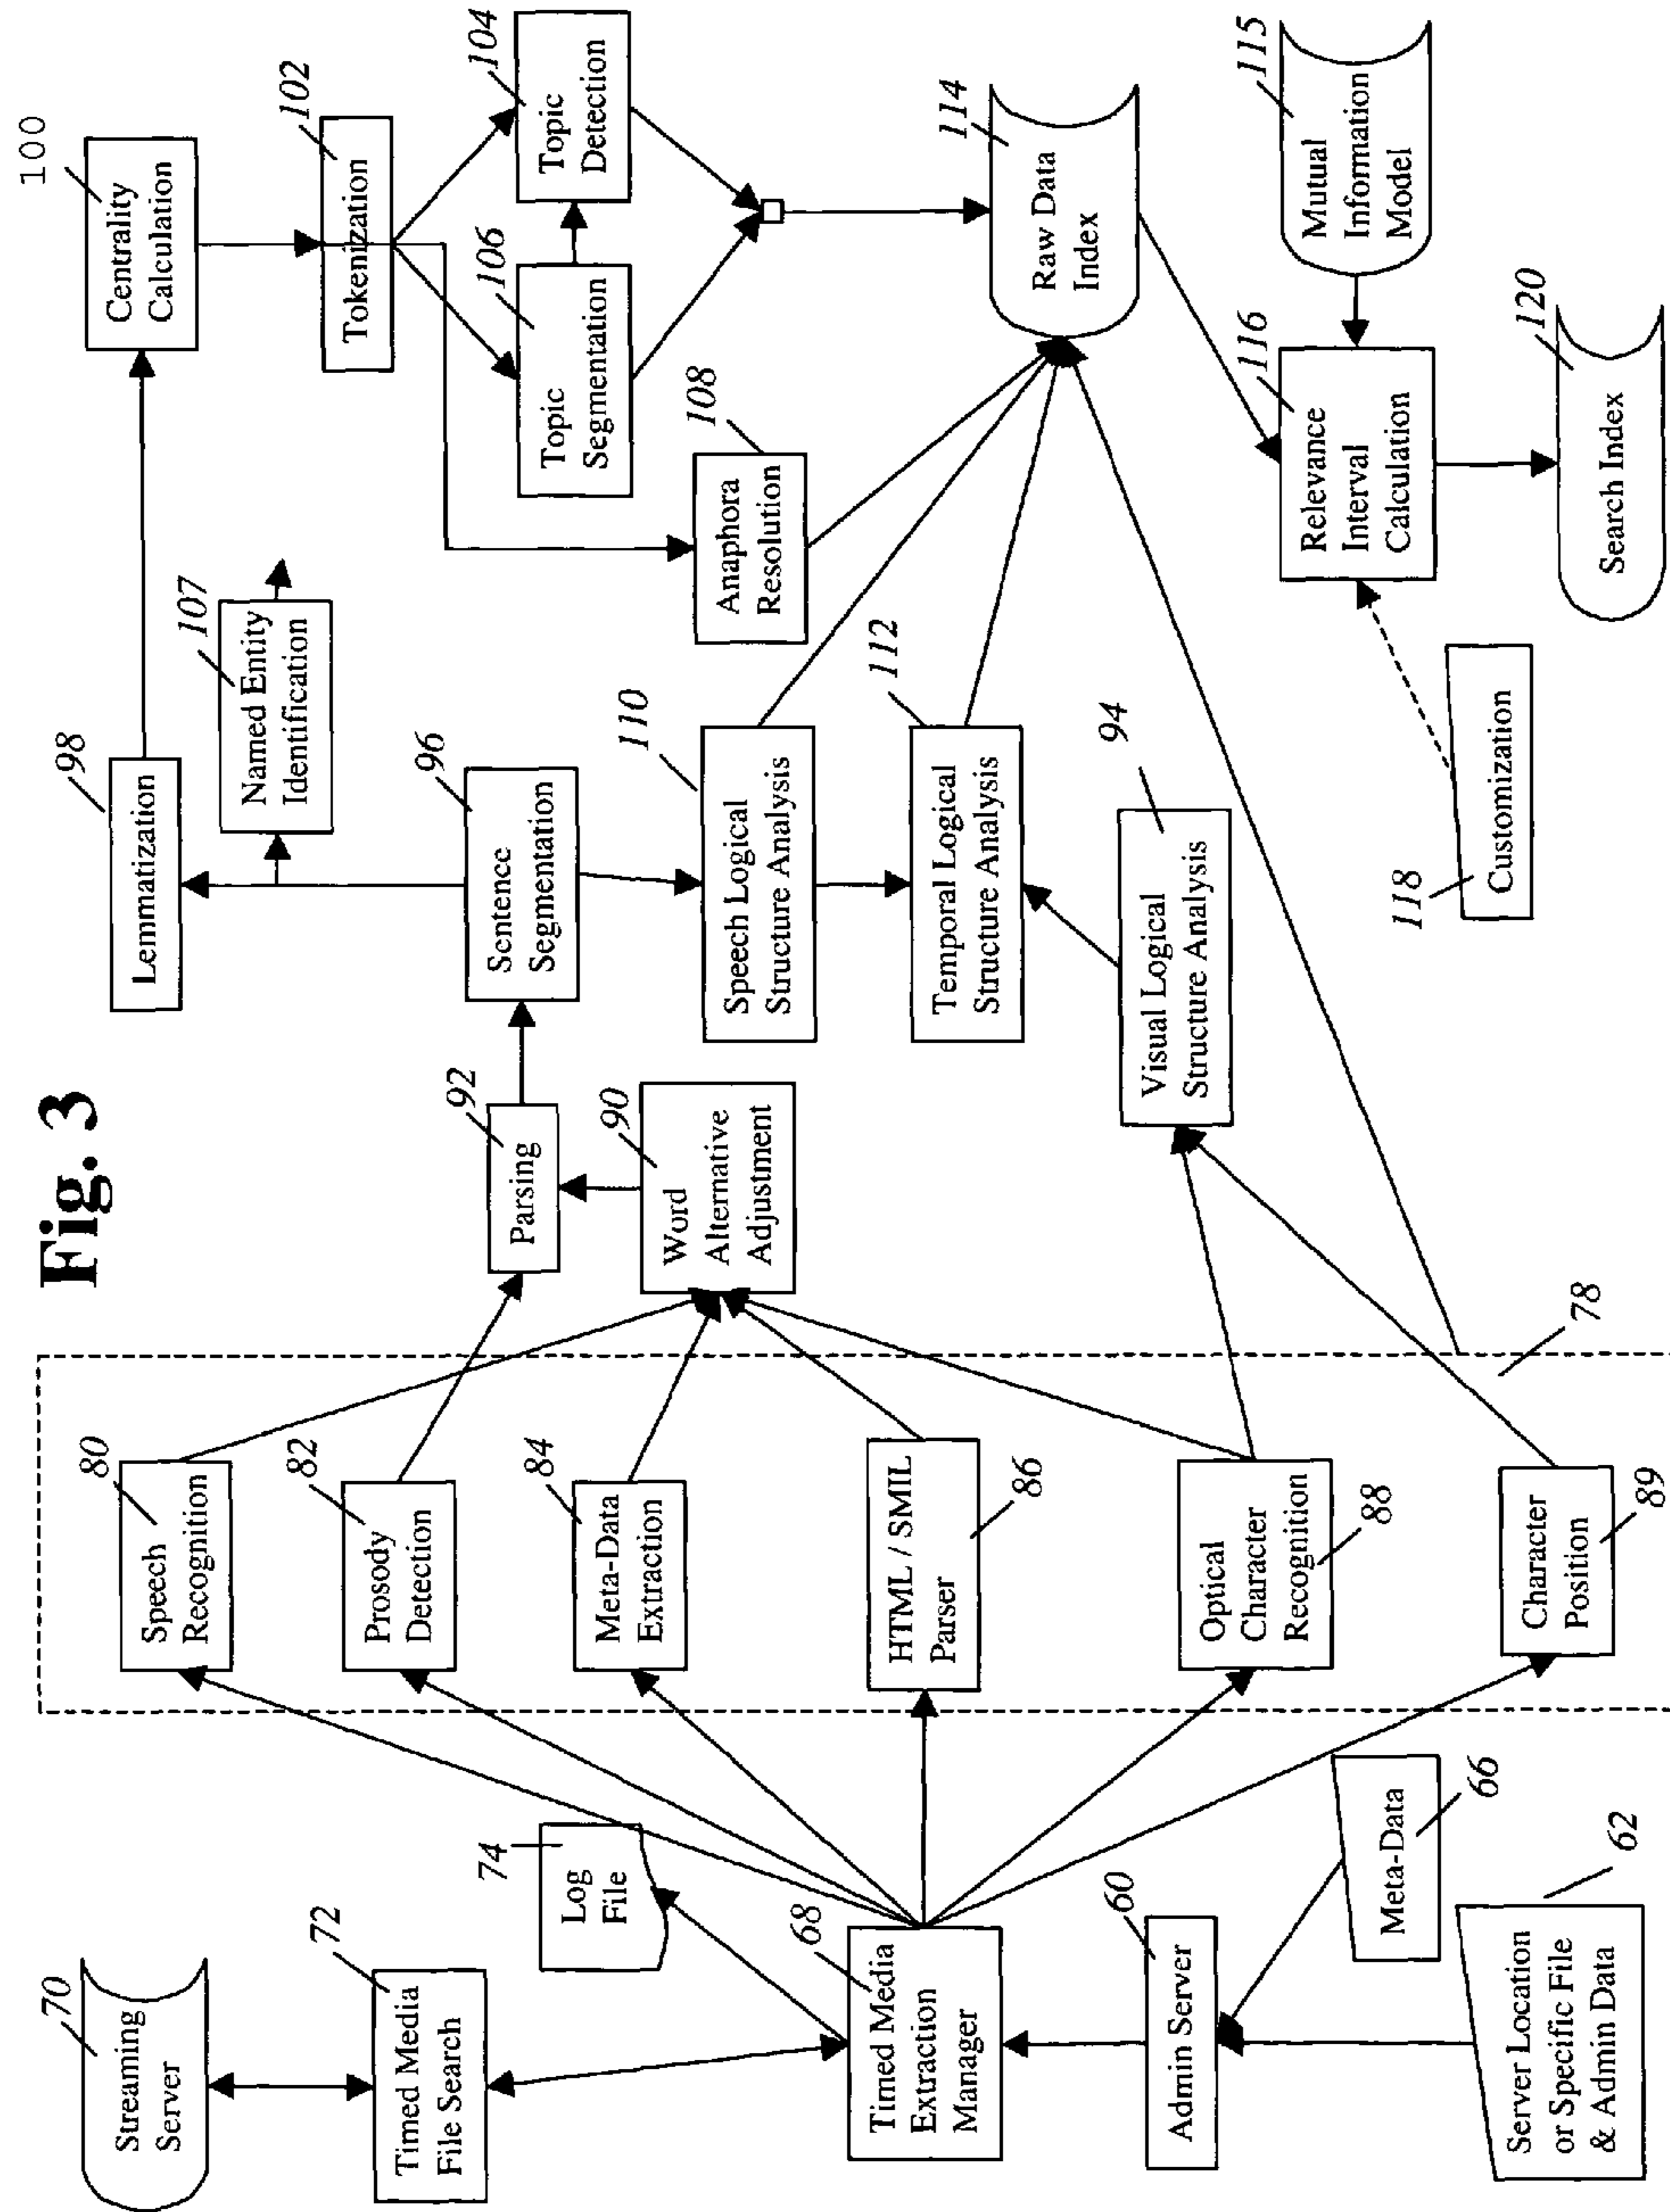 Fig. 3
70
Streaming
Server
72
Timed Media
File Search
74
Log
File
68
Timed Media
Extraction
Manager
60
Admin Server
Meta-Data
66
Server Location
or Specific File
& Admin Data
62
80
Speech
Recognition
82
Prosody
Detection
84
Meta-Data
Extraction
HTML / SMIL
Parser
86
Optical
Character
Recognition
88
Character
Position
89
78
92
Parsing
90
Word
Alternative
Adjustment
98
Lemmatization
107
Named Entity
Identification
96
Sentence
Segmentation
110
Speech Logical
Structure Analysis
112
Temporal Logical
Structure Analysis
94
Visual Logical
Structure Analysis
100
Centrality
Calculation
102
Tokenization
104
Topic
Detection
106
Topic
Segmentation
108
Anaphora
Resolution
114
Raw Data
Index
115
Mutual
Information
Model
116
Relevance
Interval
Calculation
118
Customization
120
Search Index